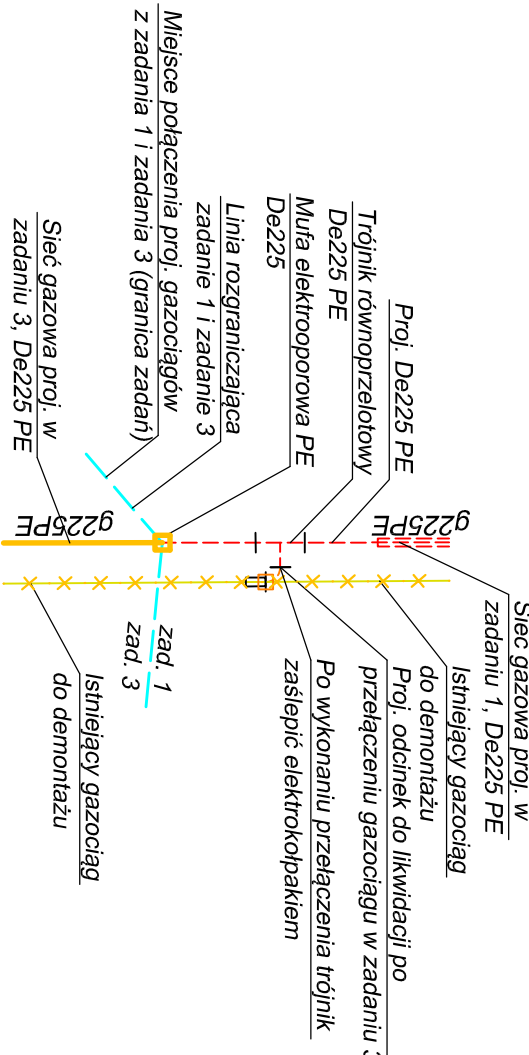 Miejsce połączenia proj. gazociągów
z zadania 1 i zadania 3 (granica zadań)
Linia rozgraniczająca
zadanie 1 i zadanie 3
Mufa elektrooporowa PE
De225
Trójnik równoprzelotowy
De225 PE
Proj. De225 PE
Sieć gazowa proj. w
zadaniu 3, De225 PE
g225PE
g225PE
zad. 1
zad. 3
Sieć gazowa proj. w
zadaniu 1, De225 PE
Istniejący gazociąg
do demontażu
Proj. odcinek do likwidacji po
przełączeniu gazociągu w zadaniu 3
Po wykonaniu przełączenia trójnik
zaślepić elektrokołpakiem
Istniejący gazociąg
do demontażu